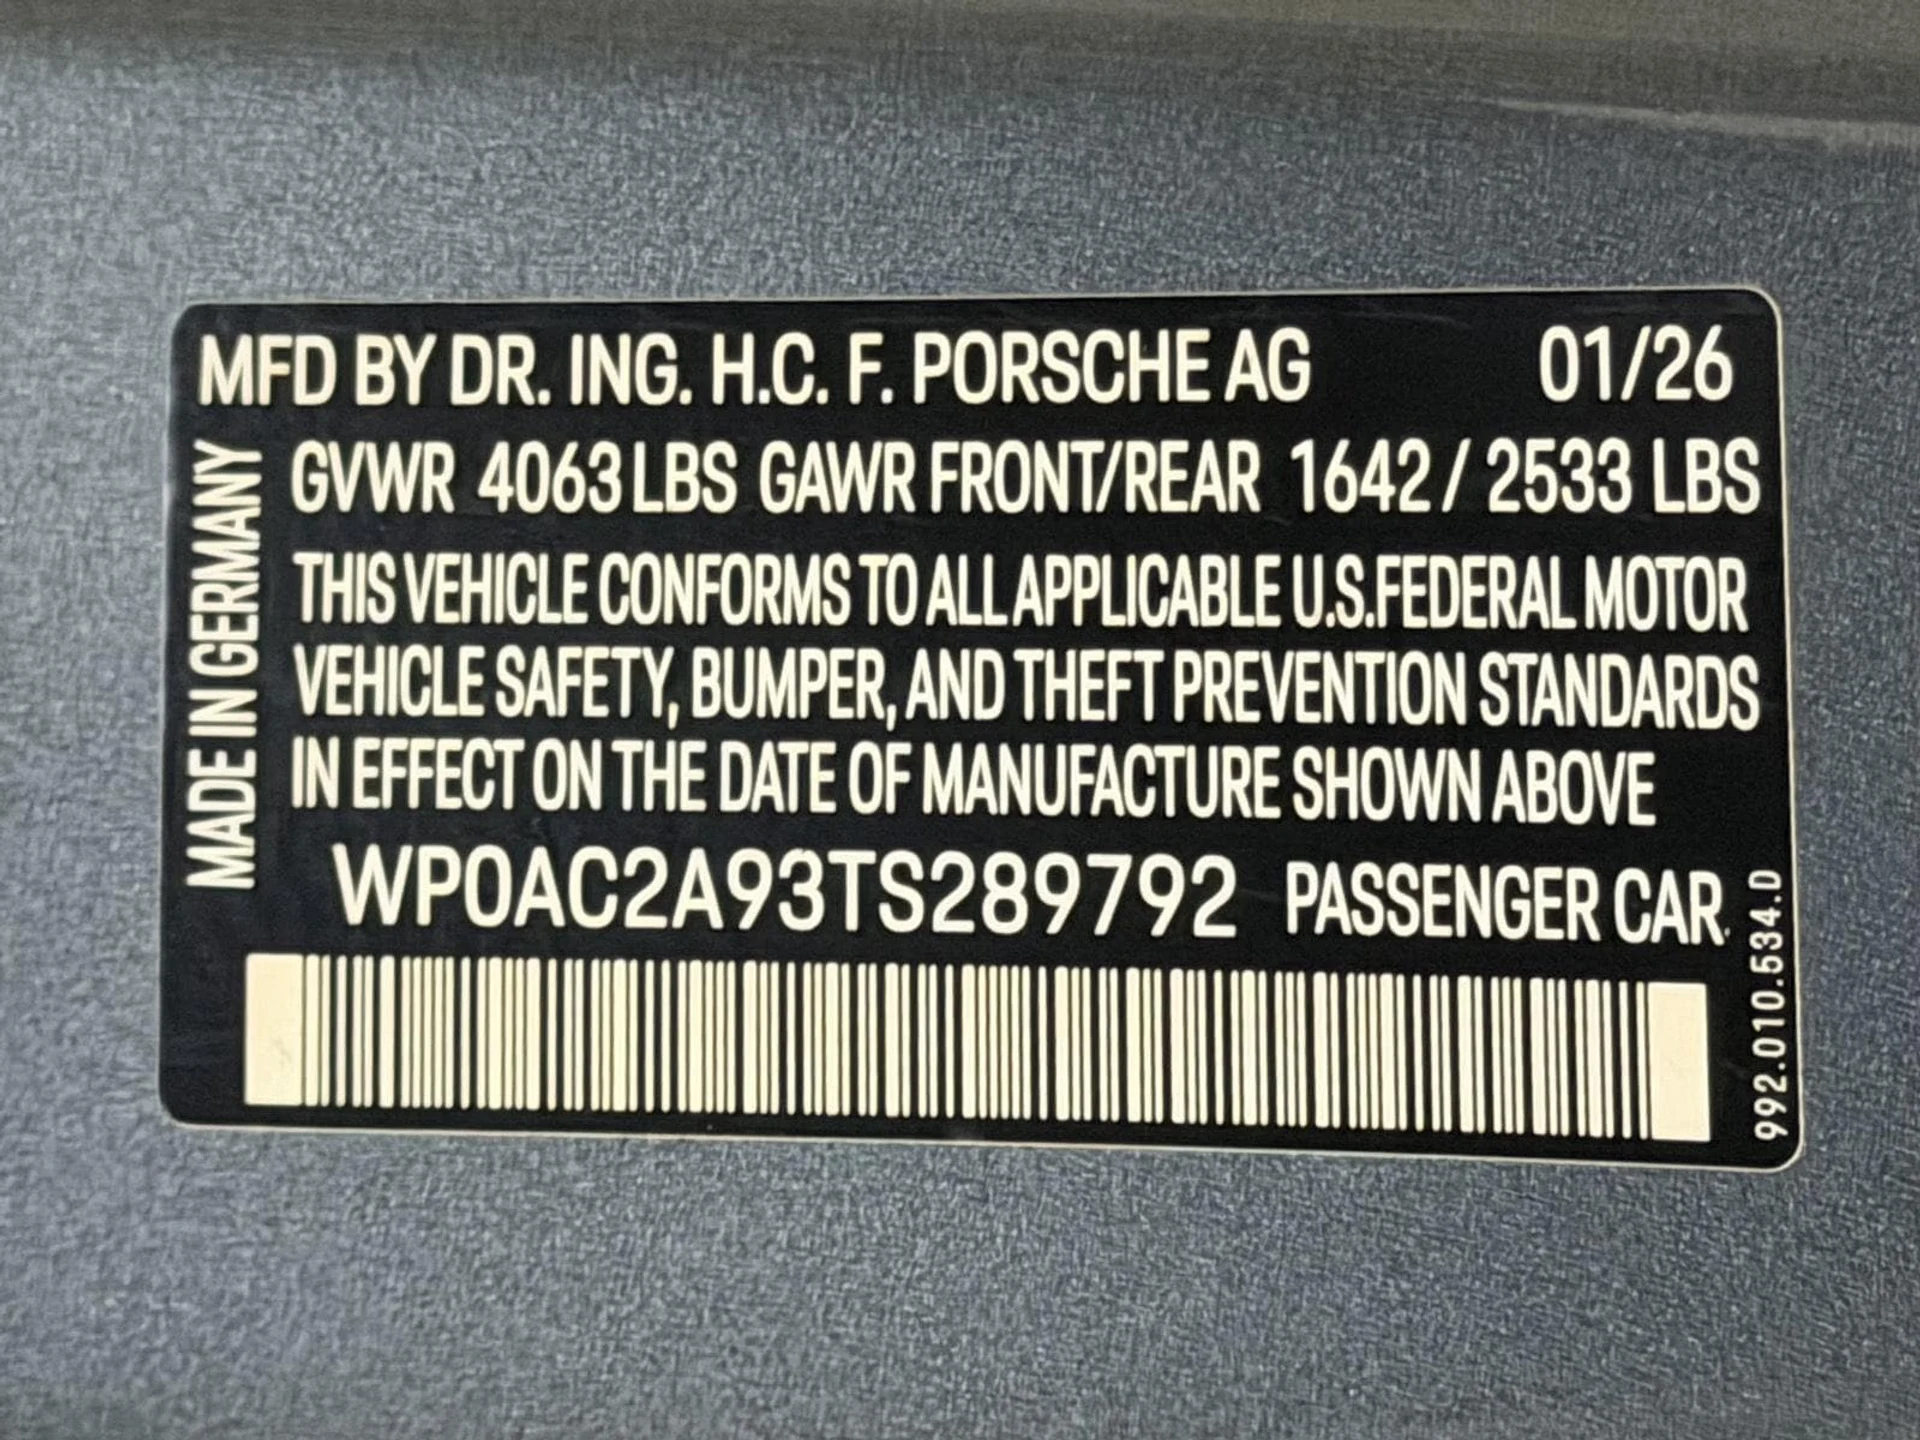 MFD BY DR. ING. H.C. F. PORSCHE AG 01/26
GVWR 4063 LBS GAWR FRONT/REAR 1642 / 2533 LBS
THIS VEHICLE CONFORMS TO ALL APPLICABLE U.S.FEDERAL MOTOR
VEHICLE SAFETY, BUMPER, AND THEFT PREVENTION STANDARDS
IN EFFECT ON THE DATE OF MANUFACTURE SHOWN ABOVE
WP0AC2A93TS289792 PASSENGER CAR
MADE IN GERMANY
992.010.534.D